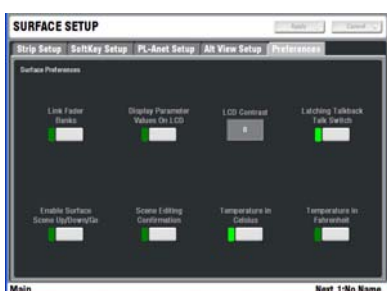 SURFACE SETUP
Apply Cancel
Strip Setup SoftKey Setup PL-Anet Setup Alt View Setup Preferences
Surface Preferences
Link Fader
Banks
Display Parameter
Values On LCD
LCD Contrast
0
Latching Talkback
Talk Switch
Enable Surface
Scene Up/Down/Go
Scene Editing
Confirmation
Temperature in
Celsius
Temperature in
Fahrenheit
Main Next 1:No Name